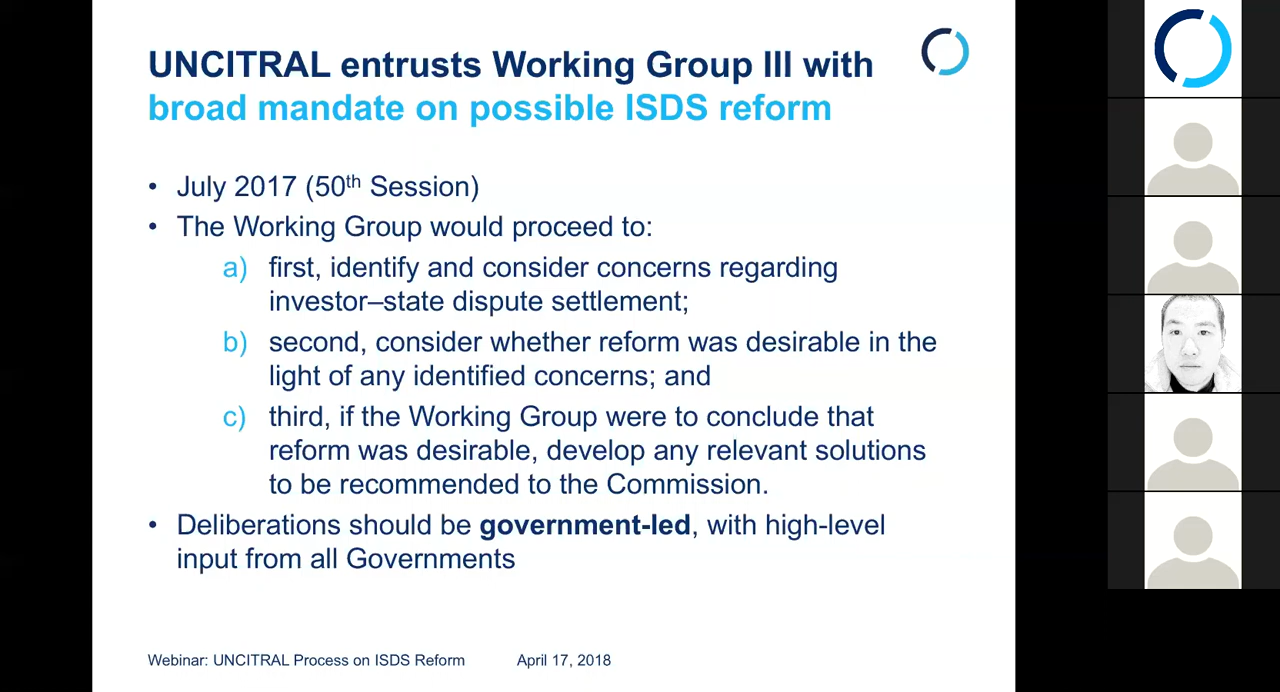 UNCITRAL entrusts Working Group III with
broad mandate on possible ISDS reform
• July 2017 (50th Session)
• The Working Group would proceed to:
a) first, identify and consider concerns regarding
investor–state dispute settlement;
b) second, consider whether reform was desirable in the
light of any identified concerns; and
c) third, if the Working Group were to conclude that
reform was desirable, develop any relevant solutions
to be recommended to the Commission.
• Deliberations should be government-led, with high-level
input from all Governments
Webinar: UNCITRAL Process on ISDS Reform April 17, 2018